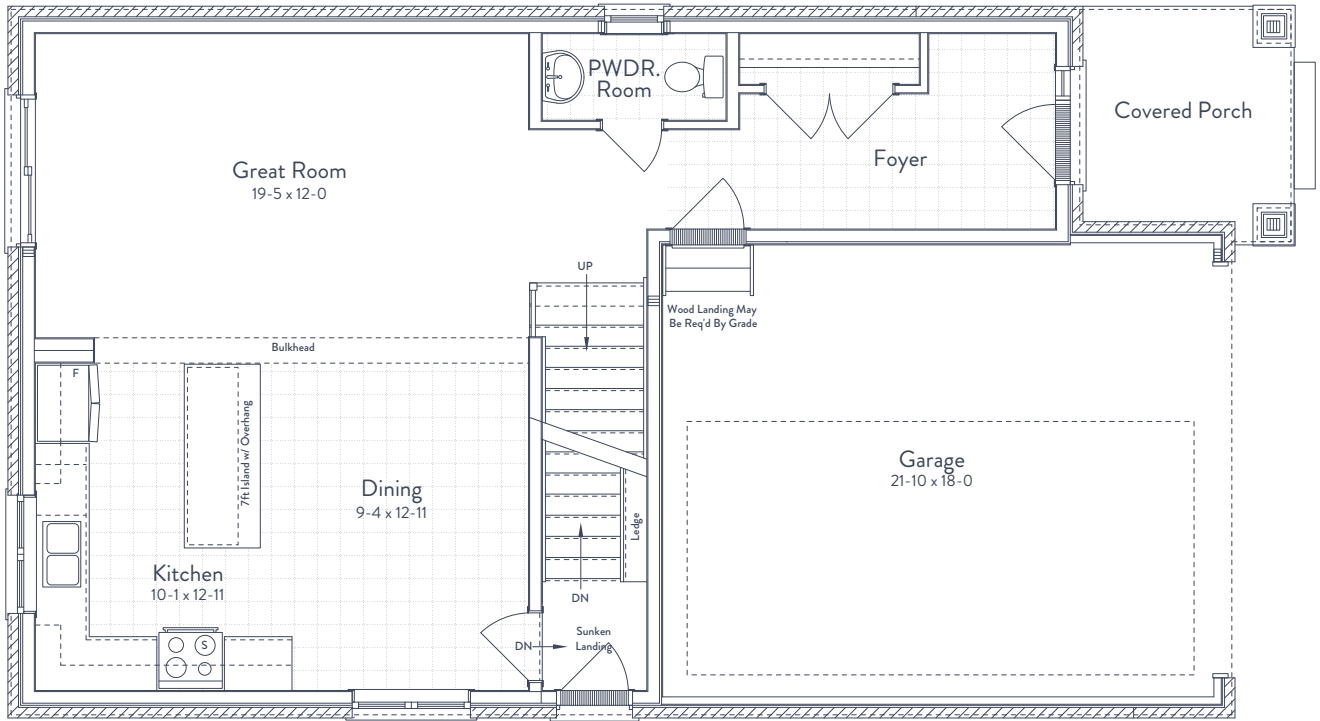 PWDR.
Room
Covered Porch
Foyer
Great Room
19-5 x 12-0
UP
Wood Landing May
Be Req'd By Grade
Bulkhead
F
7ft Island w/ Overhang
Garage
21-10 x 18-0
Dining
9-4 x 12-11
Ledge
Kitchen
10-1 x 12-11
DN
Sunken
Landing
DN
S